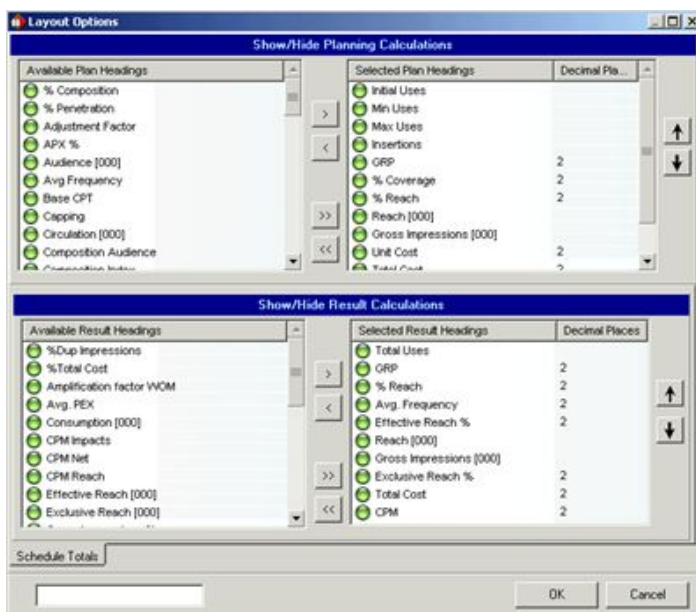 Layout Options
Show/Hide Planning Calculations
Available Plan Headings
% Composition
% Penetration
Adjustment Factor
APX %
Audience [000]
Avg Frequency
Base CPT
Capping
Circulation [000]
Composition Audience
Composition Index
>
<
>>
<<
Selected Plan Headings Decimal Pla...
Initial Uses
Min Uses
Max Uses
Insertions
GRP 2
% Coverage 2
% Reach 2
Reach [000]
Gross Impressions [000]
Unit Cost 2
Total Cost 2
Show/Hide Result Calculations
Available Result Headings
%Dup Impressions
%Total Cost
Amplification factor WOM
Avg. PEX
Consumption [000]
CPM Impacts
CPM Net
CPM Reach
Effective Reach [000]
Exclusive Reach [000]
>
<
>>
<<
Selected Result Headings Decimal Places
Total Uses
GRP 2
% Reach 2
Avg. Frequency 2
Effective Reach % 2
Reach [000]
Gross Impressions [000]
Exclusive Reach % 2
Total Cost 2
CPM 2
Schedule Totals
OK Cancel